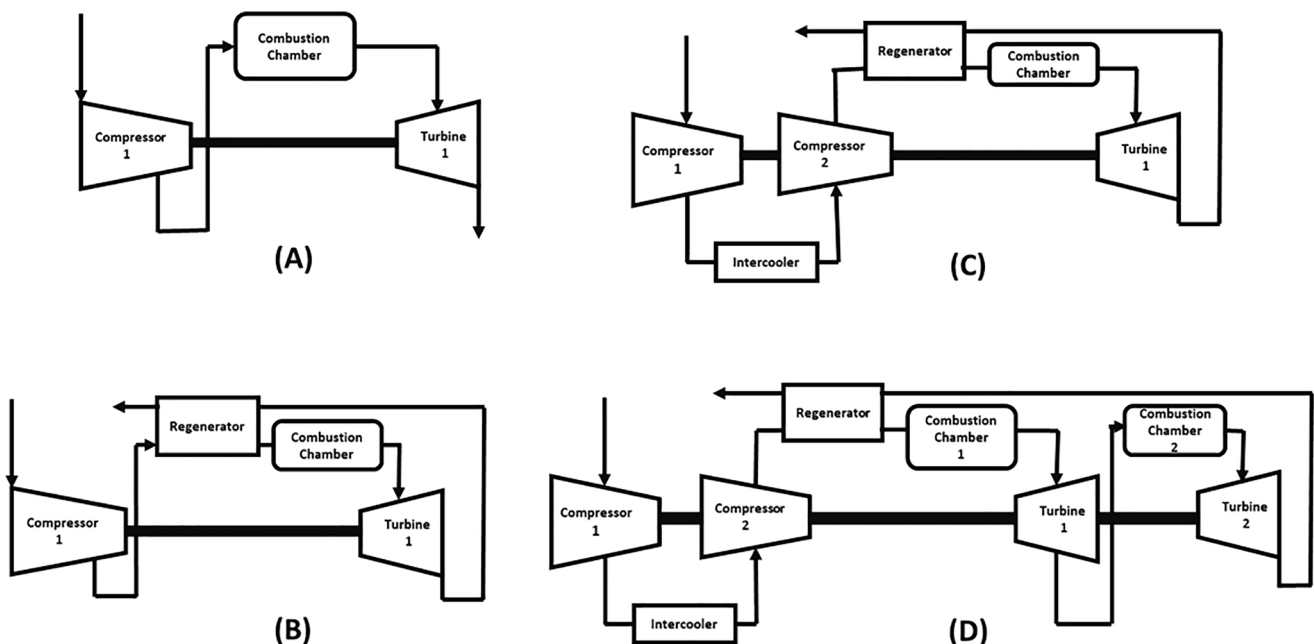 Combustion
Chamber
Compressor
1
Turbine
1
(A)
Regenerator
Combustion
Chamber
Compressor
1
Compressor
2
Turbine
1
Intercooler
(C)
Regenerator
Combustion
Chamber
Compressor
1
Turbine
1
(B)
Regenerator
Combustion
Chamber
1
Combustion
Chamber
2
Compressor
1
Compressor
2
Turbine
1
Turbine
2
Intercooler
(D)